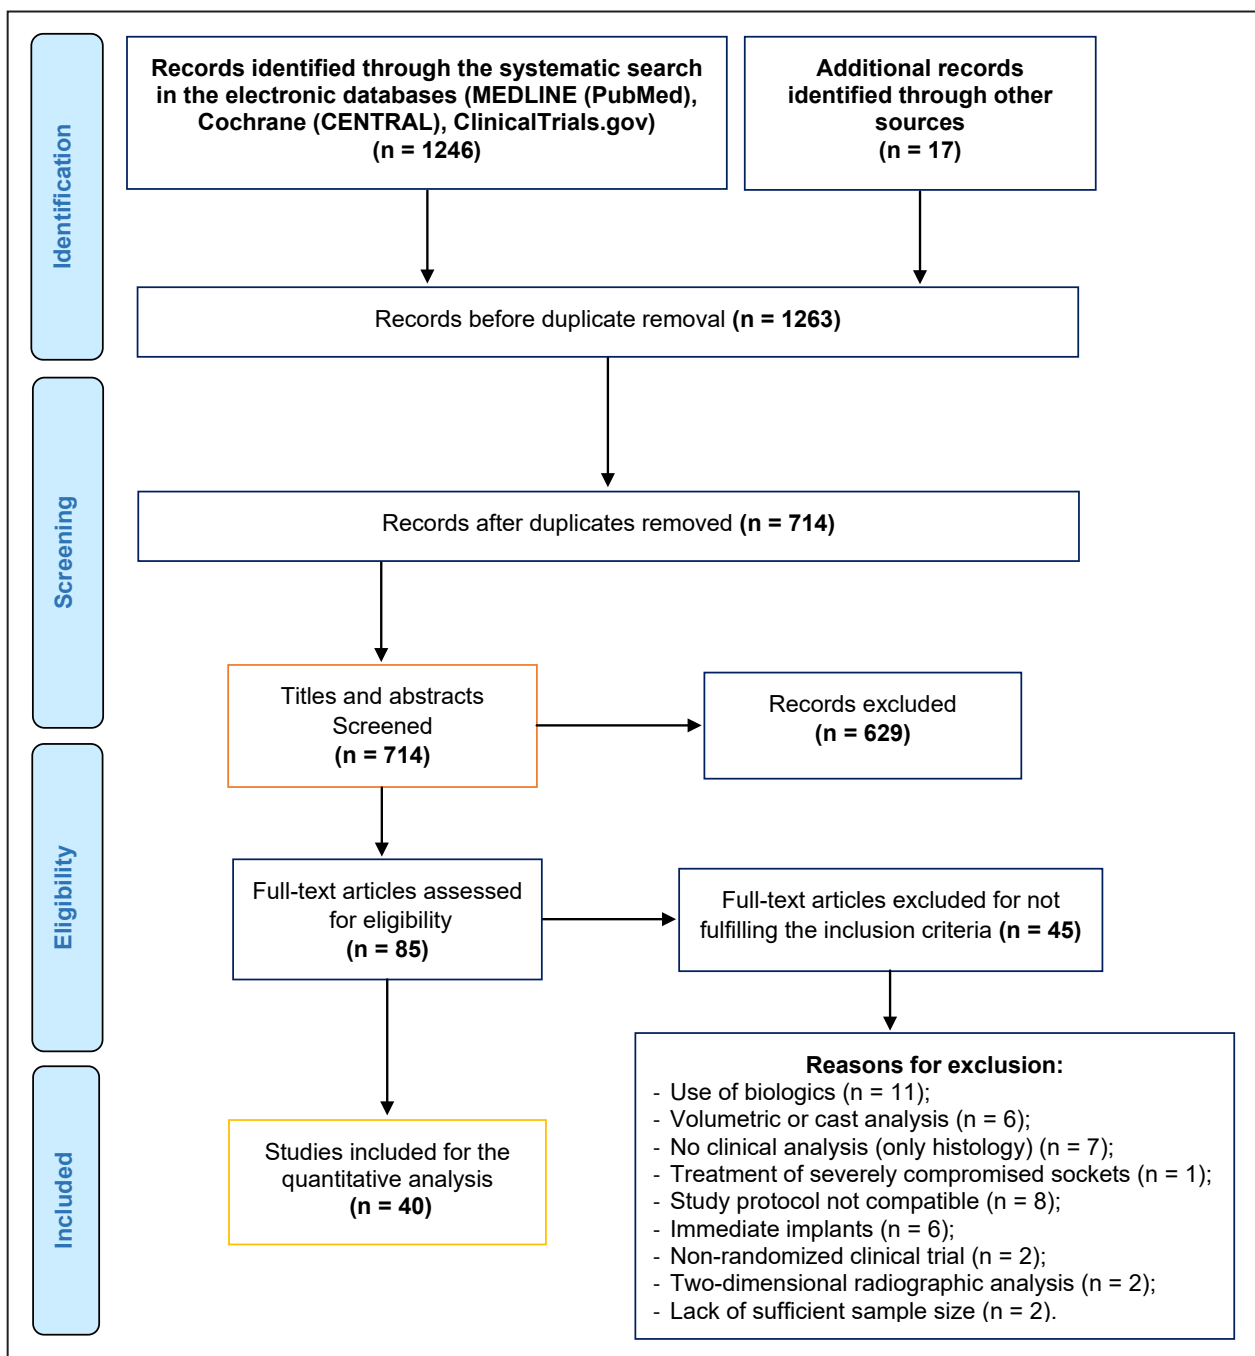 Identification
Records identified through the systematic search
in the electronic databases (MEDLINE (PubMed),
Cochrane (CENTRAL), ClinicalTrials.gov)
(n = 1246)
Additional records
identified through other
sources
(n = 17)
Records before duplicate removal (n = 1263)
Screening
Records after duplicates removed (n = 714)
Titles and abstracts
Screened
(n = 714)
Records excluded
(n = 629)
Eligibility
Full-text articles assessed
for eligibility
(n = 85)
Full-text articles excluded for not
fulfilling the inclusion criteria (n = 45)
Included
Studies included for the
quantitative analysis
(n = 40)
Reasons for exclusion:
- Use of biologics (n = 11);
- Volumetric or cast analysis (n = 6);
- No clinical analysis (only histology) (n = 7);
- Treatment of severely compromised sockets (n = 1);
- Study protocol not compatible (n = 8);
- Immediate implants (n = 6);
- Non-randomized clinical trial (n = 2);
- Two-dimensional radiographic analysis (n = 2);
- Lack of sufficient sample size (n = 2).